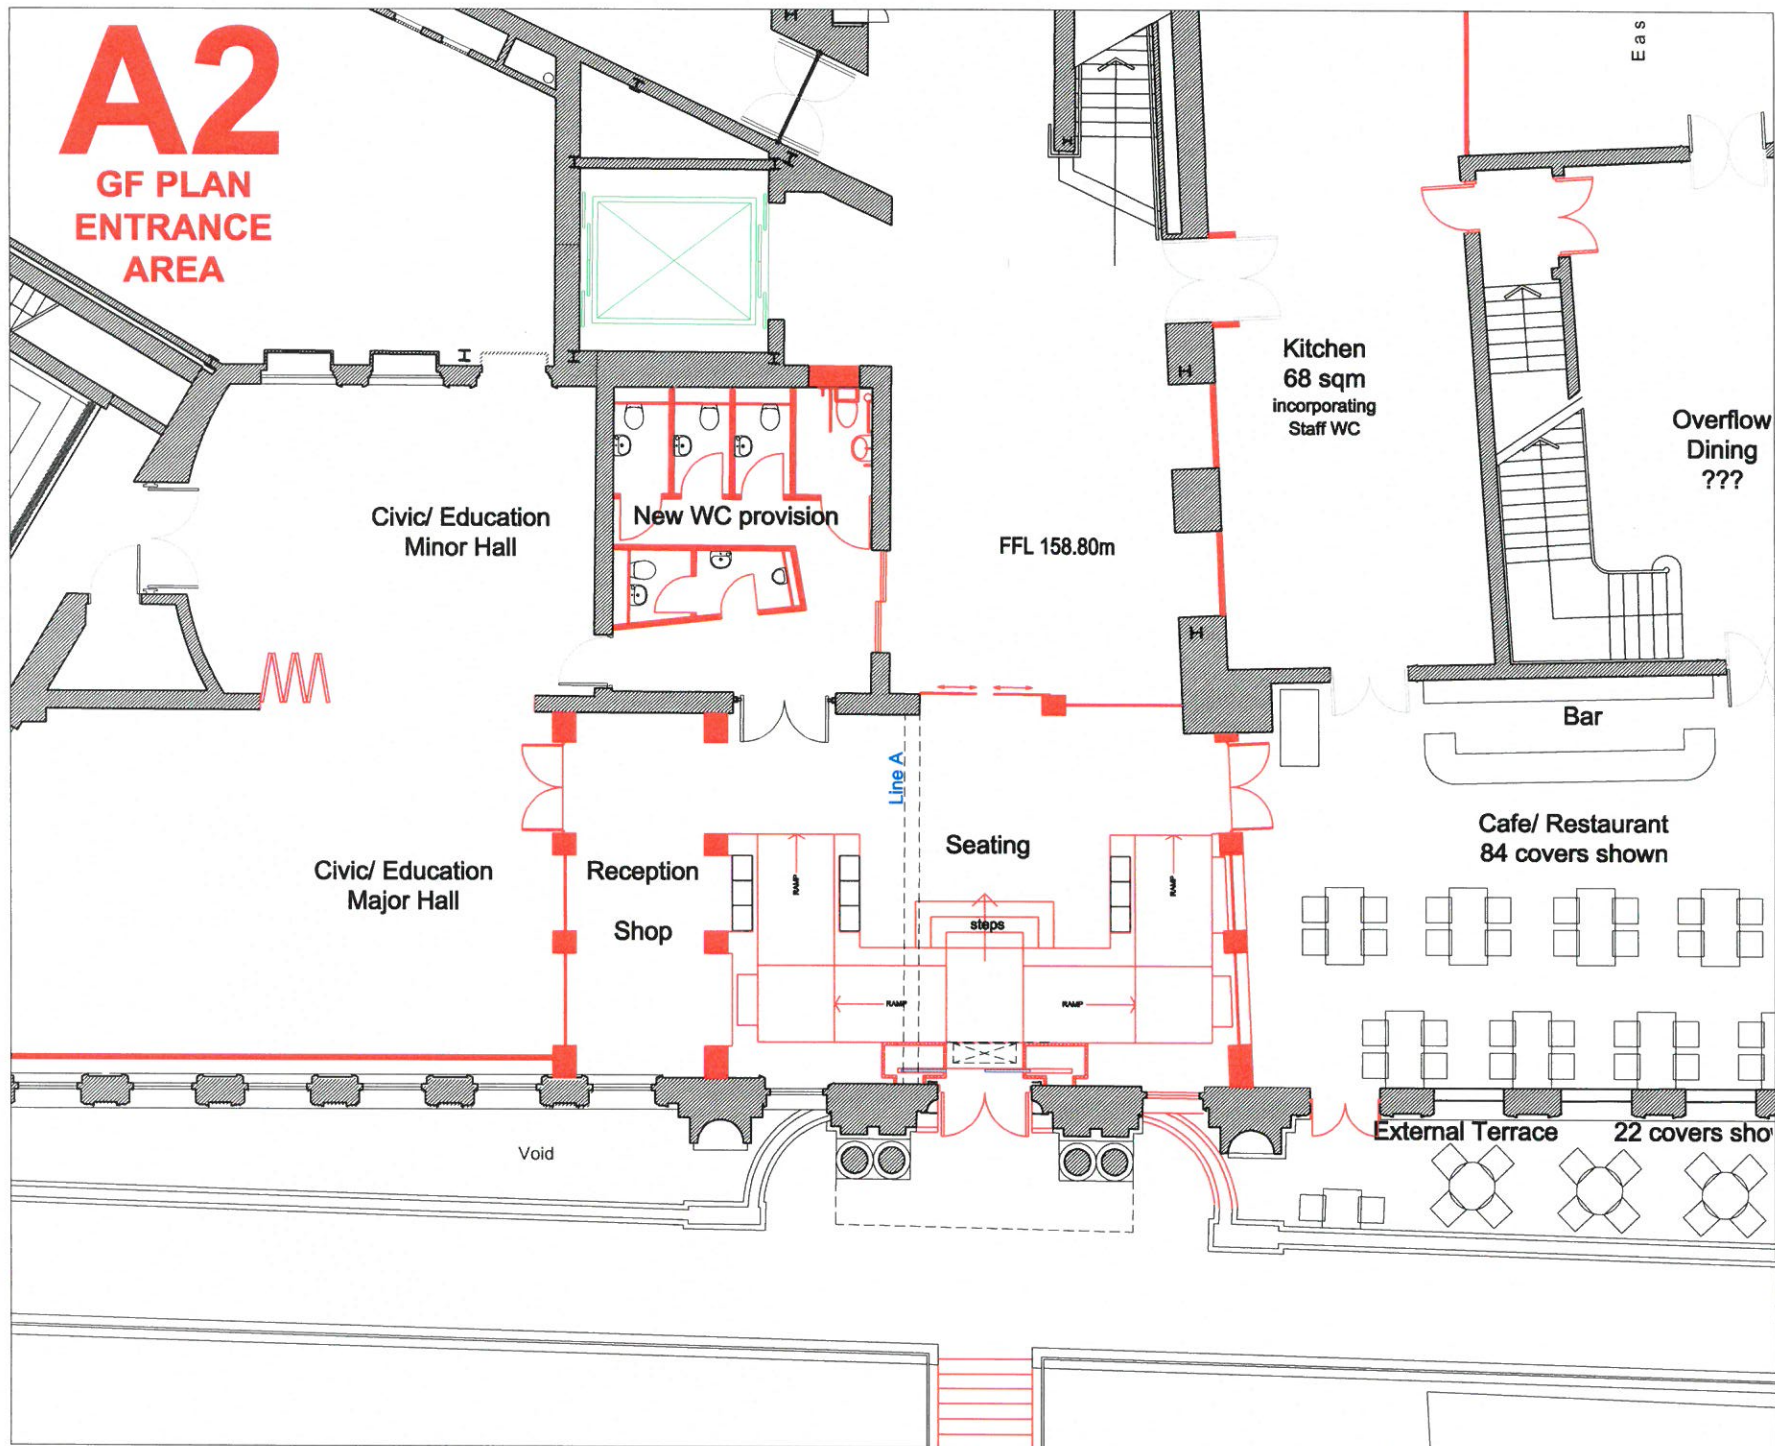 A2
GF PLAN
ENTRANCE
AREA
Eas
Kitchen
68 sqm
incorporating
Staff WC
Overflow
Dining
???
Civic/ Education
Minor Hall
New WC provision
FFL 158.80m
Bar
Line A
Cafe/ Restaurant
84 covers shown
Seating
Civic/ Education
Major Hall
Reception
Shop
RAMP
RAMP
steps
RAMP
RAMP
External Terrace
22 covers sho
Void